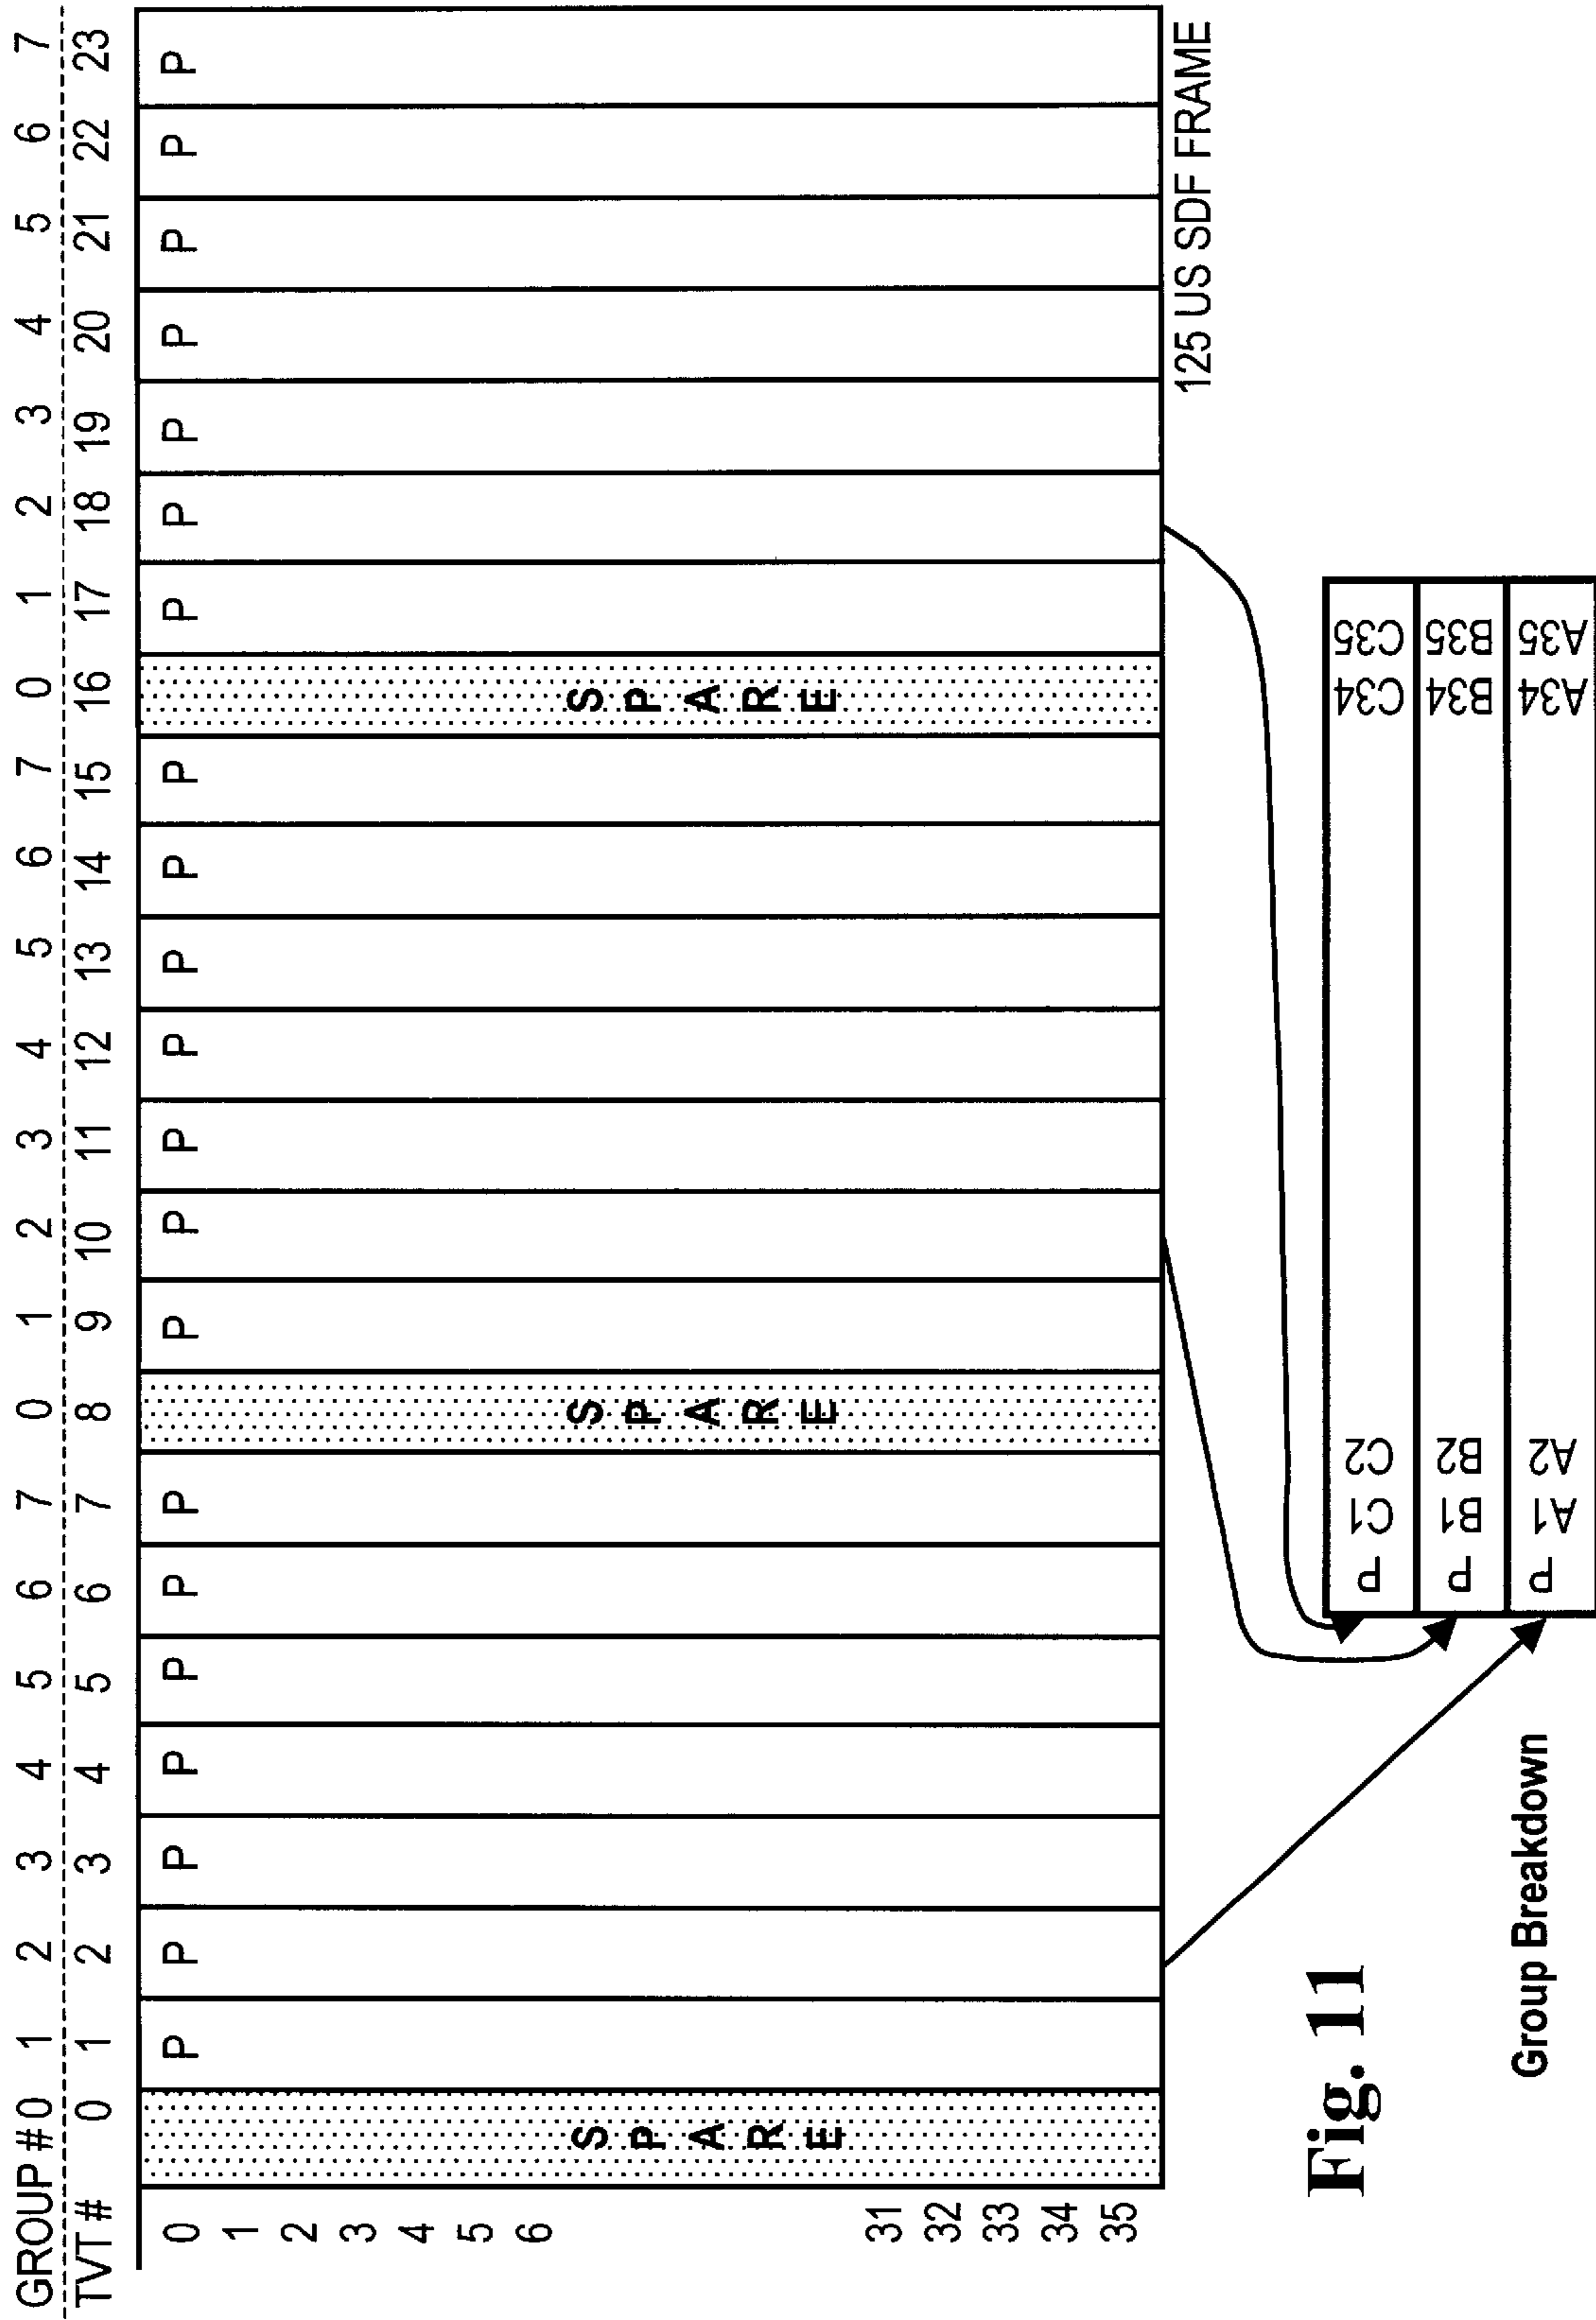 GROUP # 0 1 2 3 4 5 6 7 0 1 2 3 4 5 6 7 0 1 2 3 4 5 6 7
TVT # 0 1 2 3 4 5 6 7 8 9 10 11 12 13 14 15 16 17 18 19 20 21 22 23
0 P P P P P P P P P P P P P P P P P P P P P
1
2
3
4
5
6
SPARE SPARE SPARE
31
32
33
34
35
125 US SDF FRAME
Fig. 11
Group Breakdown
P C1 C2 C34 C35
P B1 B2 B34 B35
P A1 A2 A34 A35